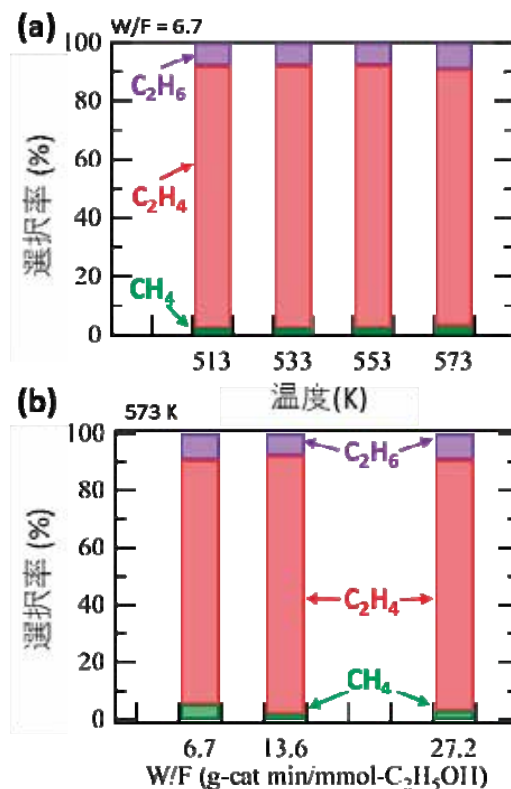 (a)
W/F = 6.7
100
80
60
40
20
0
選択率 (%)
C₂H₆
C₂H₄
CH₄
513 533 553 573
温度(K)
(b)
573 K
100
80
60
40
20
0
選択率 (%)
C₂H₆
C₂H₄
CH₄
6.7 13.6 27.2
W/F (g-cat min/mmol-C₂H₅OH)